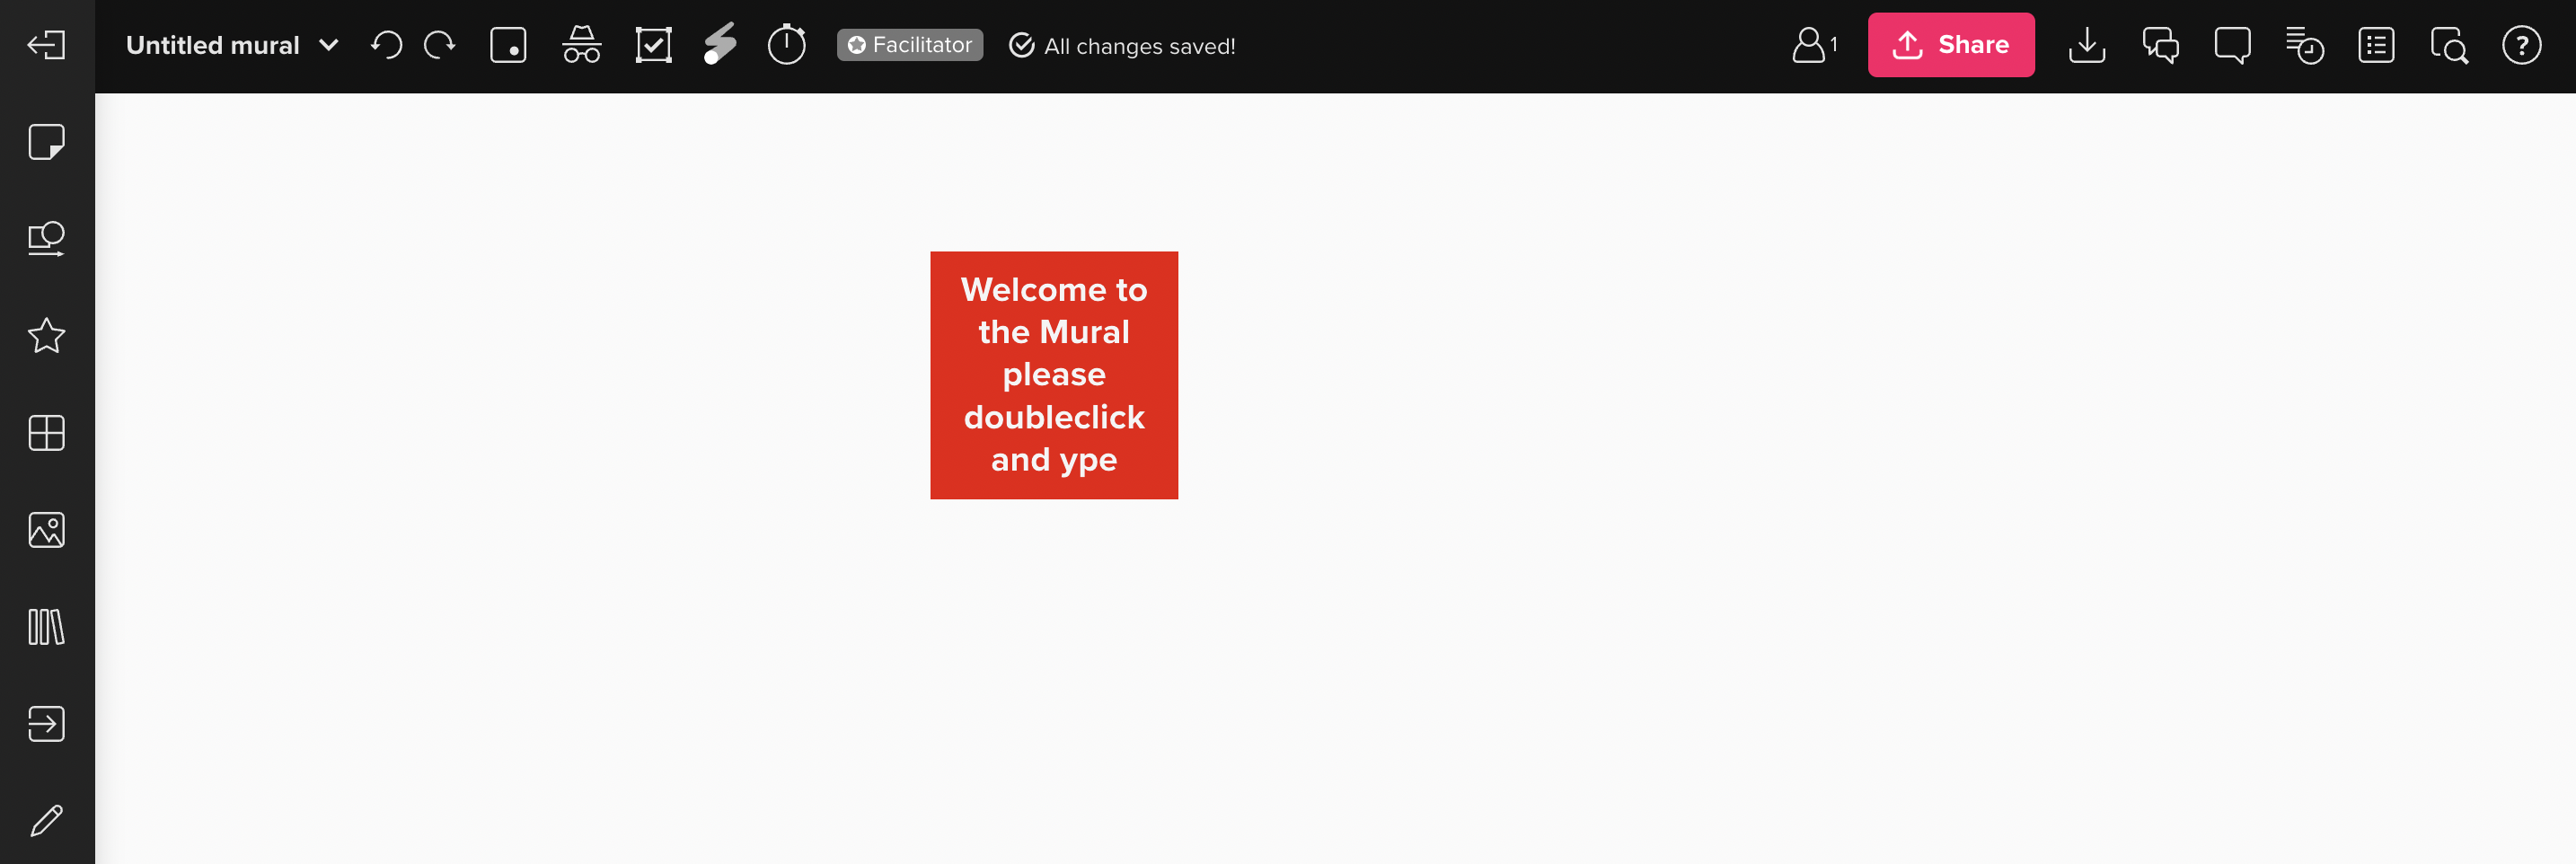 Untitled mural
Facilitator
All changes saved!
1
Share
?
Welcome to
the Mural
please
doubleclick
and ype